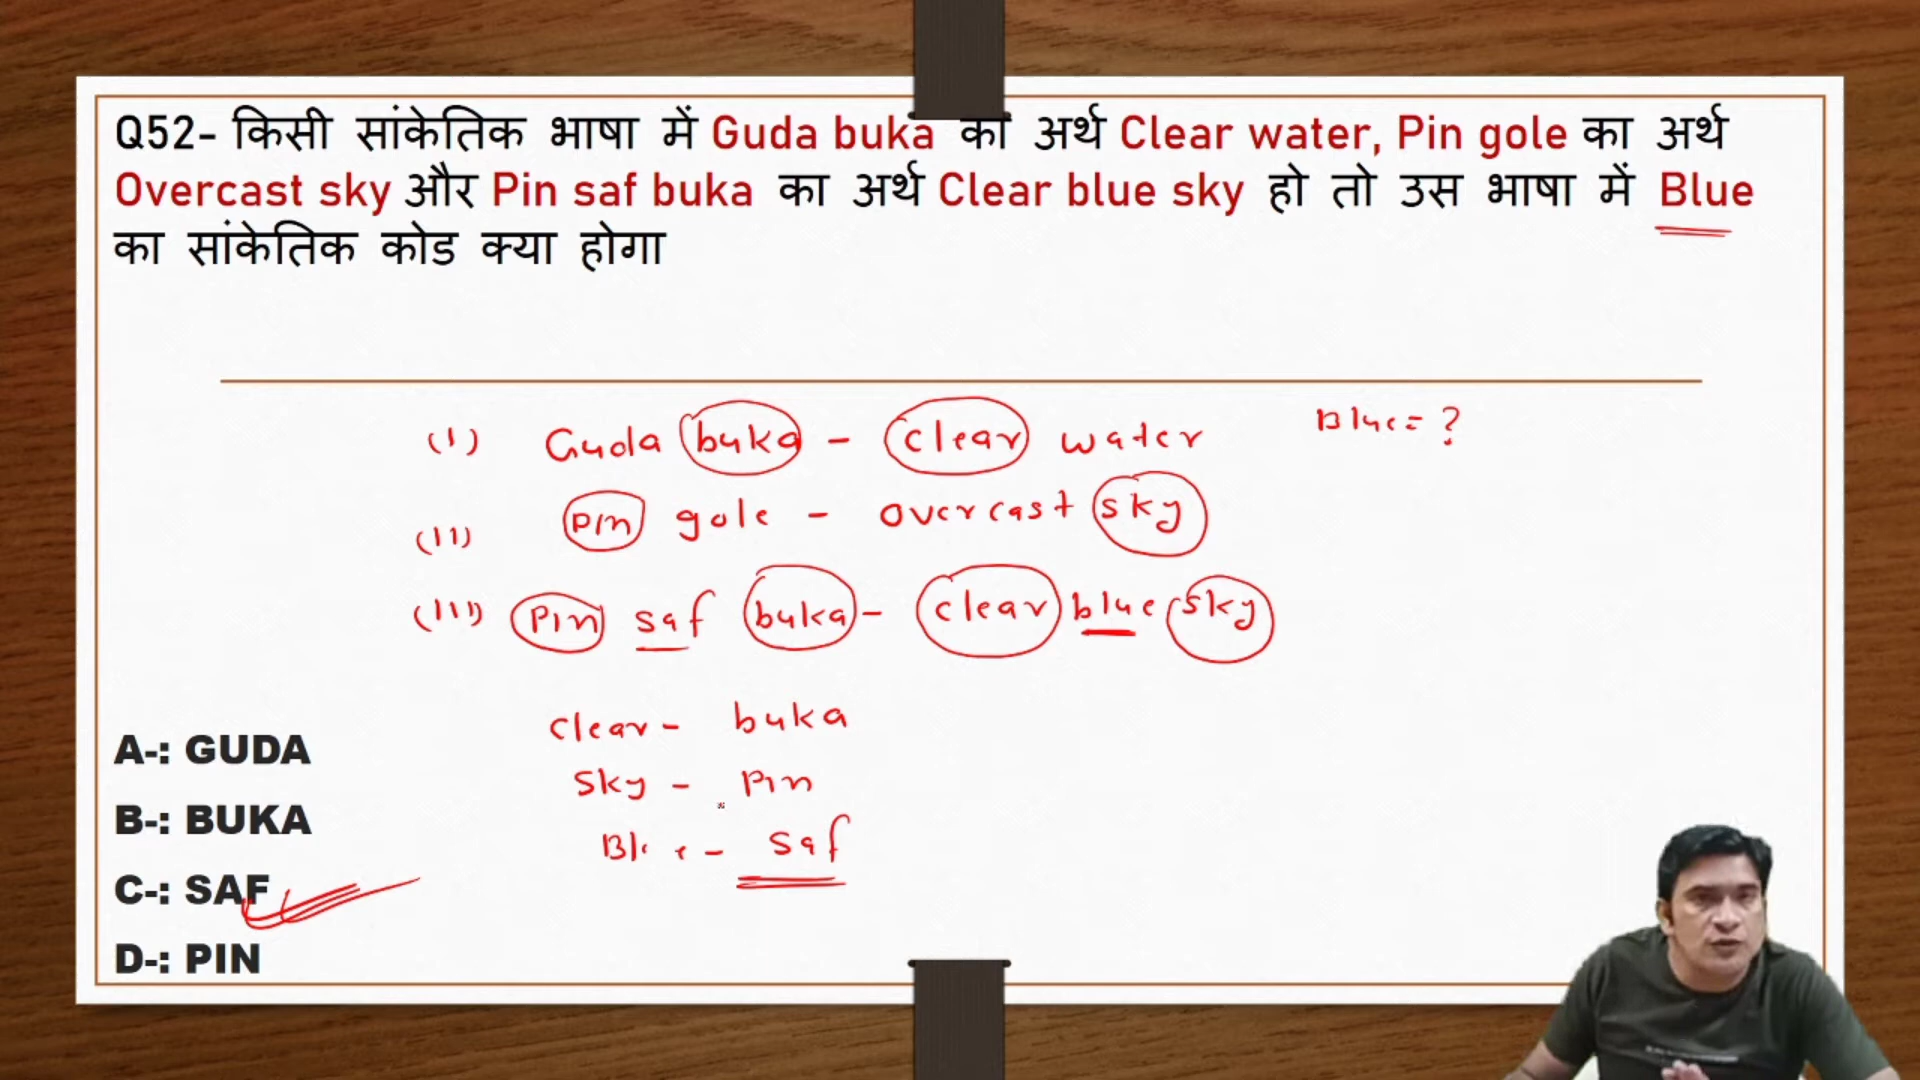 Q52- किसी सांकेतिक भाषा में Guda buka का अर्थ Clear water, Pin gole का अर्थ
Overcast sky और Pin saf buka का अर्थ Clear blue sky हो तो उस भाषा में Blue
का सांकेतिक कोड क्या होगा
Blue = ?
(I) Guda buka - clear water
(II) Pin gole - overcast sky
(III) Pin saf buka - clear blue sky
Clear - buka
Sky - Pin
Blue - saf
A-: GUDA
B-: BUKA
C-: SAF
D-: PIN